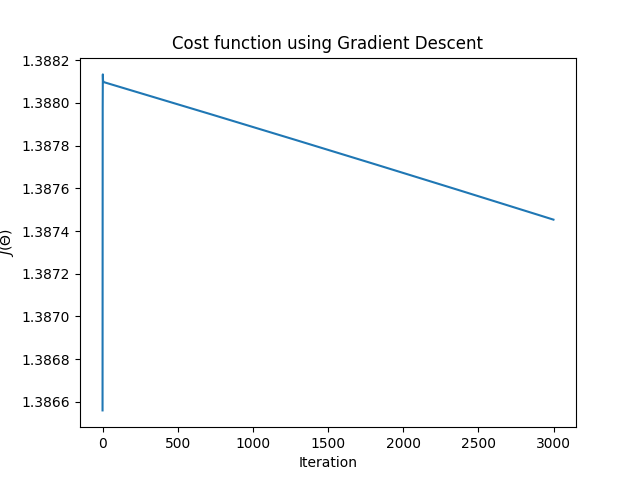 Cost function using Gradient Descent
1.3882
1.3880
1.3878
1.3876
1.3874
1.3872
1.3870
1.3868
1.3866
J(Θ)
0 500 1000 1500 2000 2500 3000
Iteration